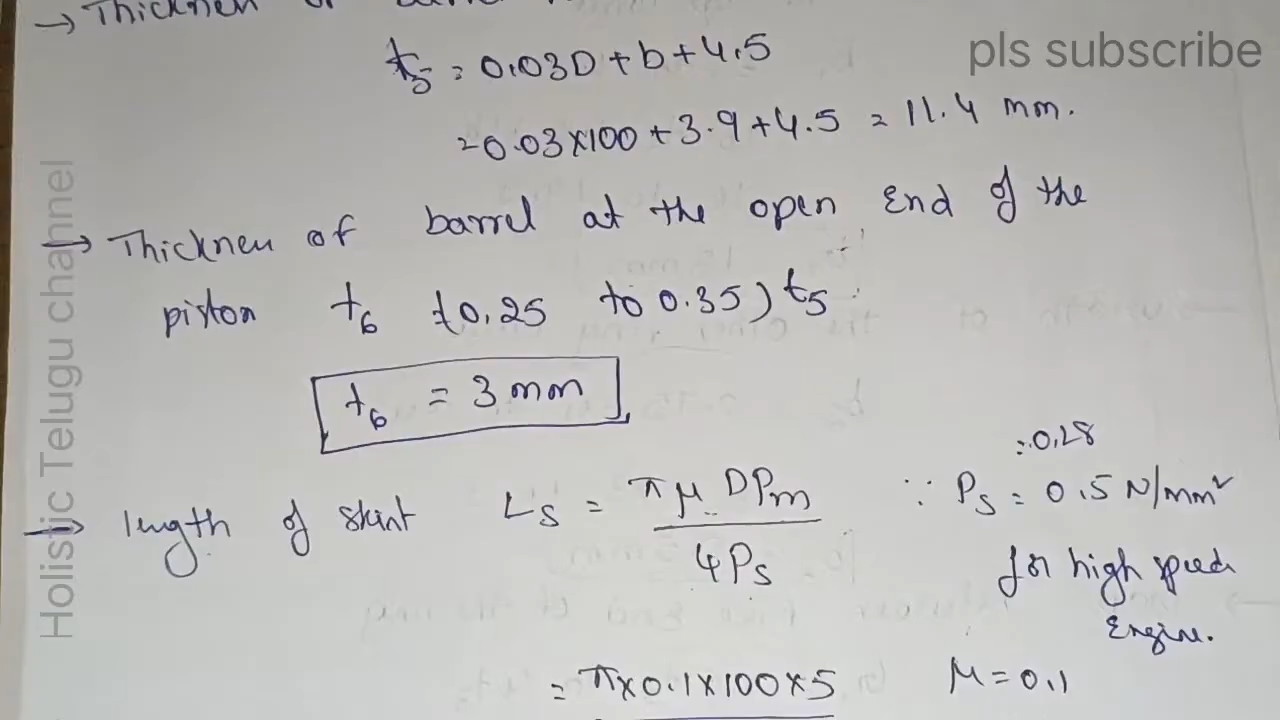 → Thicknen of
pls subscribe
t5 = 0.03D + b + 4.5
= 0.03×100 + 3.9 + 4.5 = 11.4 mm.
→ Thicknen of barrel at the open End of the
piston t6 (0.25 to 0.35) t5
t6 = 3 mm
= 0.28
→ length of skirt Ls = πμ DPm / 4Ps ∵ Ps = 0.5 N/mm²
for high speed
Engine.
= π×0.1×100×5 μ = 0.1
Holistic Telugu channel